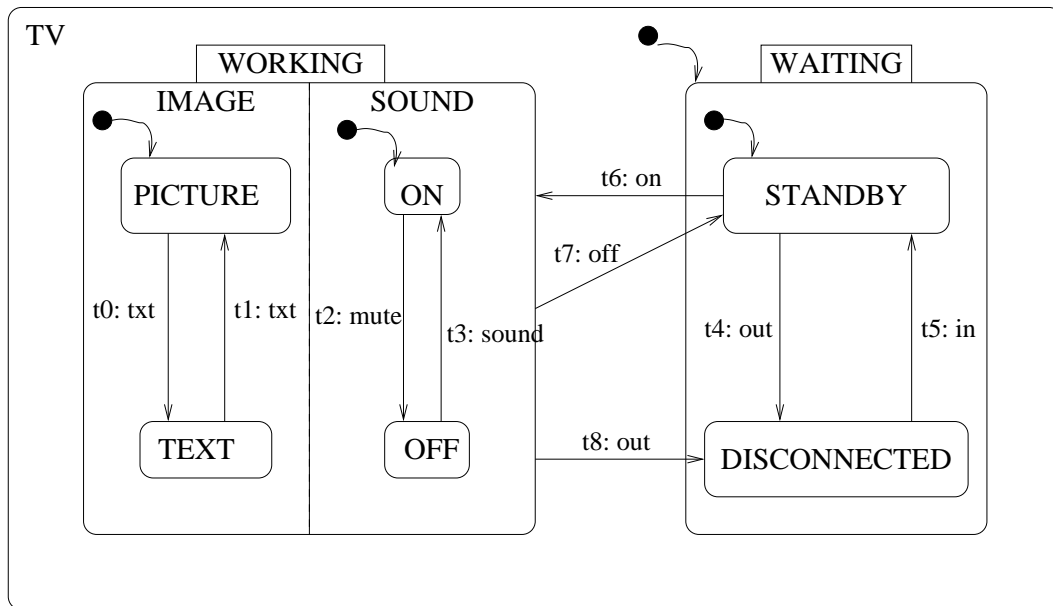 TV
WORKING
WAITING
IMAGE
SOUND
PICTURE
ON
t6: on
STANDBY
t7: off
t0: txt
t1: txt
t2: mute
t3: sound
t4: out
t5: in
TEXT
OFF
t8: out
DISCONNECTED